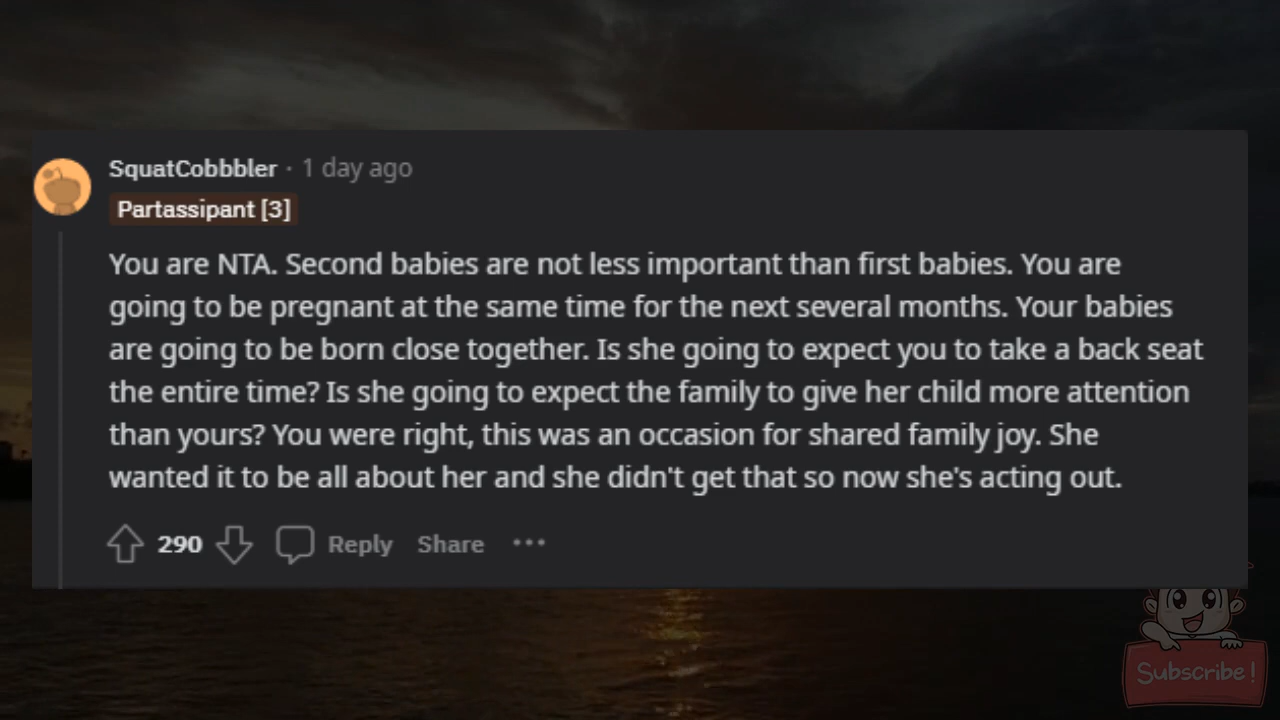 SquatCobbbler · 1 day ago
Partassipant [3]
You are NTA. Second babies are not less important than first babies. You are
going to be pregnant at the same time for the next several months. Your babies
are going to be born close together. Is she going to expect you to take a back seat
the entire time? Is she going to expect the family to give her child more attention
than yours? You were right, this was an occasion for shared family joy. She
wanted it to be all about her and she didn't get that so now she's acting out.
290 Reply Share ···
Subscribe!